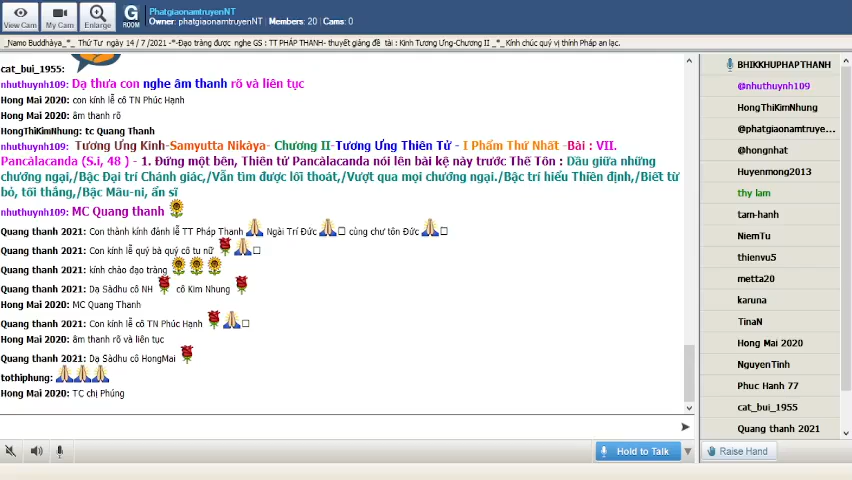 View Cam
My Cam
Enlarge
G
ROOM
PhatgiaonamtruyenNT
Owner: phatgiaonamtruyenNT | Members: 20 | Cams: 0
_Namo Buddhàya_*_ Thứ Tư ngày 14 / 7 /2021 -*-Đạo tràng được nghe GS : TT PHÁP THANH- thuyết giảng đề tài : Kinh Tương Ưng-Chương II _*_ Kính chúc quý vị thính Pháp an lạc.
cat_bui_1955:
nhuthuynh109: Dạ thưa con nghe âm thanh rõ và liên tục
Hong Mai 2020: con kính lễ cô TN Phúc Hạnh
Hong Mai 2020: âm thanh rõ
HongThiKimNhung: tc Quang Thanh
nhuthuynh109: Tương Ưng Kinh-Samyutta Nikàya- Chương II-Tương Ưng Thiên Tử - I Phẩm Thứ Nhất -Bài : VII.
Pancàlacanda (S.i, 48 ) - 1. Đứng một bên, Thiên tử Pancàlacanda nói lên bài kệ này trước Thế Tôn : Dầu giữa những
chướng ngại,/Bậc Đại trí Chánh giác,/Vẫn tìm được lối thoát,/Vượt qua mọi chướng ngại./Bậc trí hiểu Thiền định,/Biết từ
bỏ, tối thắng,/Bậc Mâu-ni, ẩn sĩ
nhuthuynh109: MC Quang thanh
Quang thanh 2021: Con thành kính đảnh lễ TT Pháp Thanh Ngài Trí Đức cùng chư tôn Đức
Quang thanh 2021: Con kính lễ quý bà quý cô tu nữ
Quang thanh 2021: kính chào đạo tràng
Quang thanh 2021: Dạ Sàdhu cô NH cô Kim Nhung
Hong Mai 2020: MC Quang Thanh
Quang thanh 2021: Con kính lễ cô TN Phúc Hạnh
Hong Mai 2020: âm thanh rõ và liên tục
Quang thanh 2021: Dạ Sàdhu cô HongMai
tothiphung:
Hong Mai 2020: TC chị Phúng
BHIKKHUPHAPTHANH
@nhuthuynh109
HongThiKimNhung
@phatgiaonamtruye...
@hongnhat
Huyenmong2013
thy lam
tam-hanh
NiemTu
thienvu5
metta20
karuna
TinaN
Hong Mai 2020
NguyenTinh
Phuc Hanh 77
cat_bui_1955
Quang thanh 2021
Hold to Talk
Raise Hand